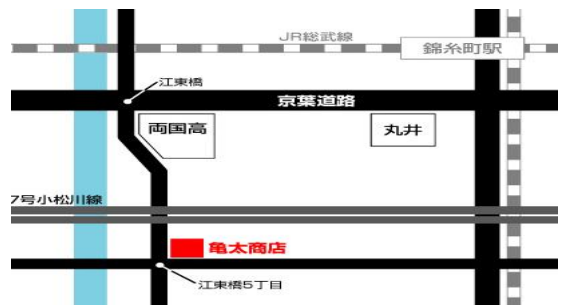 JR総武線
錦糸町駅
江東橋
京葉道路
両国高
丸井
7号小松川線
亀太商店
江東橋5丁目